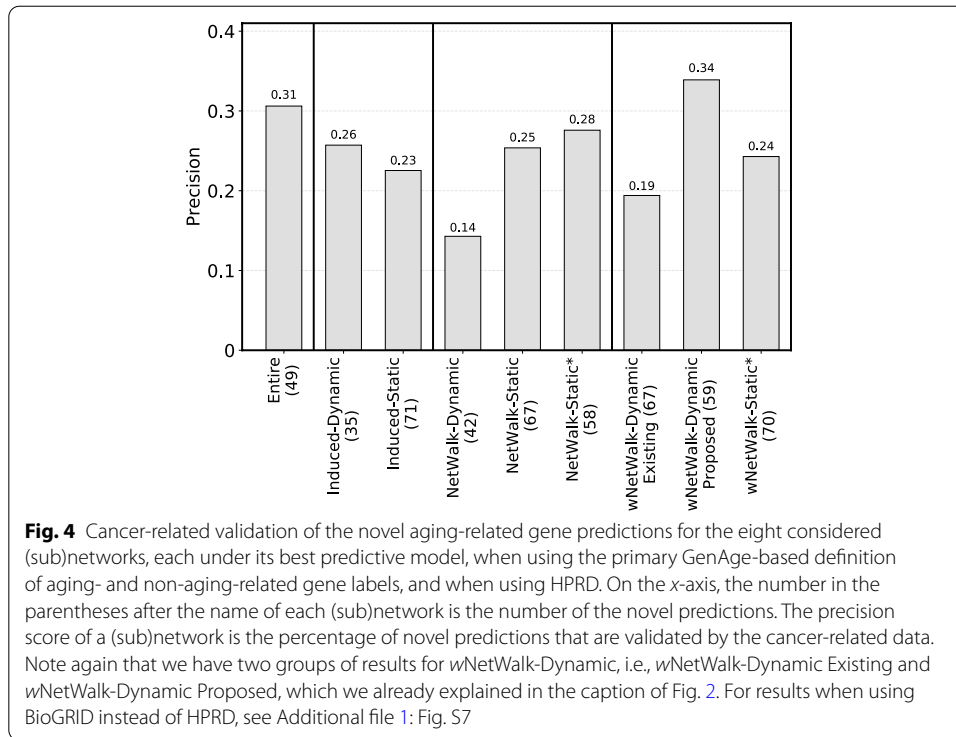 0.4
0.3
0.2
0.1
0
Precision
0.31
0.26
0.23
0.14
0.25
0.28
0.19
0.34
0.24
Entire
(49)
Induced-Dynamic
(35)
Induced-Static
(71)
NetWalk-Dynamic
(42)
NetWalk-Static
(67)
NetWalk-Static*
(58)
wNetWalk-Dynamic
Existing (67)
wNetWalk-Dynamic
Proposed (59)
wNetWalk-Static*
(70)
Fig. 4 Cancer-related validation of the novel aging-related gene predictions for the eight considered
(sub)networks, each under its best predictive model, when using the primary GenAge-based definition
of aging- and non-aging-related gene labels, and when using HPRD. On the x-axis, the number in the
parentheses after the name of each (sub)network is the number of the novel predictions. The precision
score of a (sub)network is the percentage of novel predictions that are validated by the cancer-related data.
Note again that we have two groups of results for wNetWalk-Dynamic, i.e., wNetWalk-Dynamic Existing and
wNetWalk-Dynamic Proposed, which we already explained in the caption of Fig. 2. For results when using
BioGRID instead of HPRD, see Additional file 1: Fig. S7